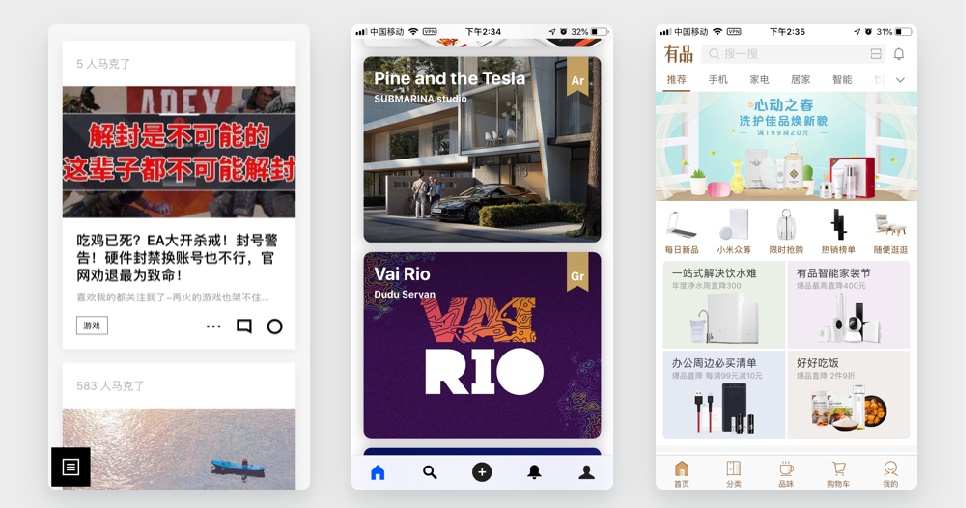 5 人马克了
APEX
解封是不可能的
这辈子都不可能解封
吃鸡已死？EA大开杀戒！封号警
告！硬件封禁换账号也不行，官
网劝退最为致命！
喜欢我的都关注我了~再火的游戏也架不住...
游戏
583 人马克了
中国移动 VPN 下午2:34 32%
Pine and the Tesla
SUBMARINA studio
Ar
Vai Rio
Dudu Servan
Gr
VAI
RIO
中国移动 VPN 下午2:35 31%
有品
搜一搜
推荐 手机 家电 居家 智能
心动之春
洗护佳品焕新貌
满199减20元
每日新品 小米众筹 限时抢购 热销榜单 随便逛逛
一站式解决饮水难
年度净水周直降300
有品智能家装节
爆品最高直降400元
办公周边必买清单
爆品直降 每满99元减10元
好好吃饭
爆品直降 2件9折
首页 分类 品味 购物车 我的